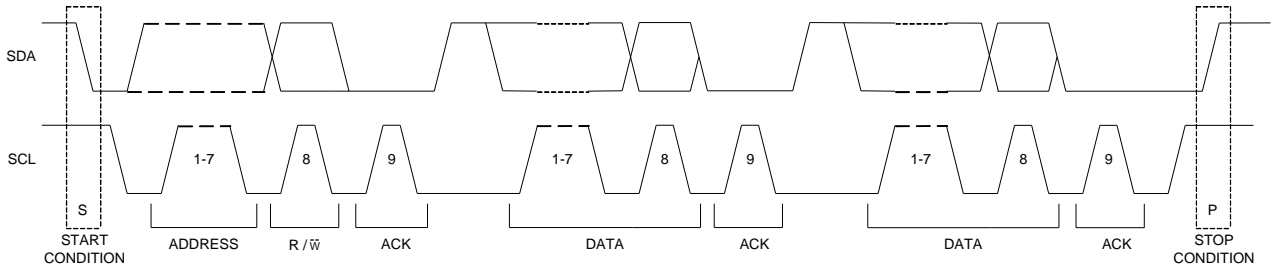 SDA
SCL
1-7
8
9
1-7
8
9
1-7
8
9
S
P
START
CONDITION
ADDRESS
R / W̅
ACK
DATA
ACK
DATA
ACK
STOP
CONDITION